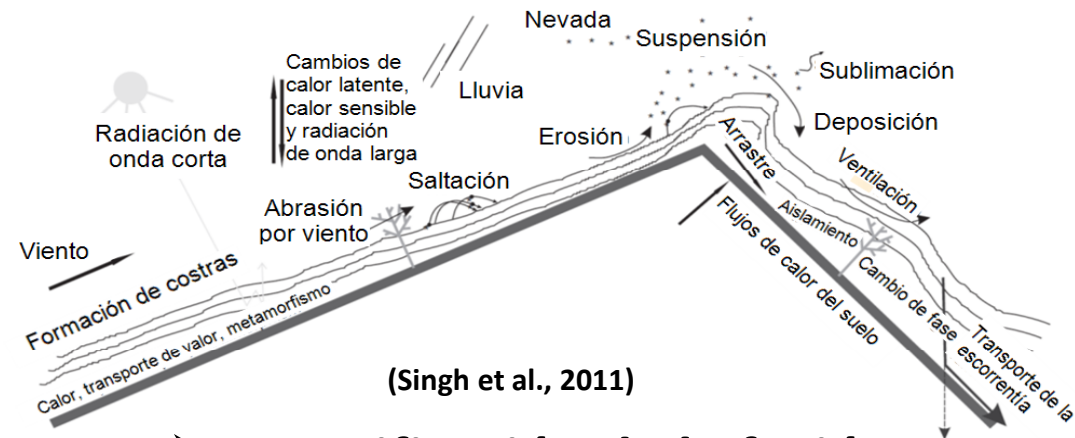 Nevada
Suspensión
Sublimación
Deposición
Cambios de
calor latente,
calor sensible
y radiación
de onda larga
Lluvia
Radiación de
onda corta
Erosión
Saltación
Abrasión
por viento
Viento
Arrastre
Ventilación
Aislamiento
Flujos de calor del suelo
Cambio de fase
Transporte de la
escorrentía
Formación de costras
Calor, transporte de valor, metamorfismo
(Singh et al., 2011)